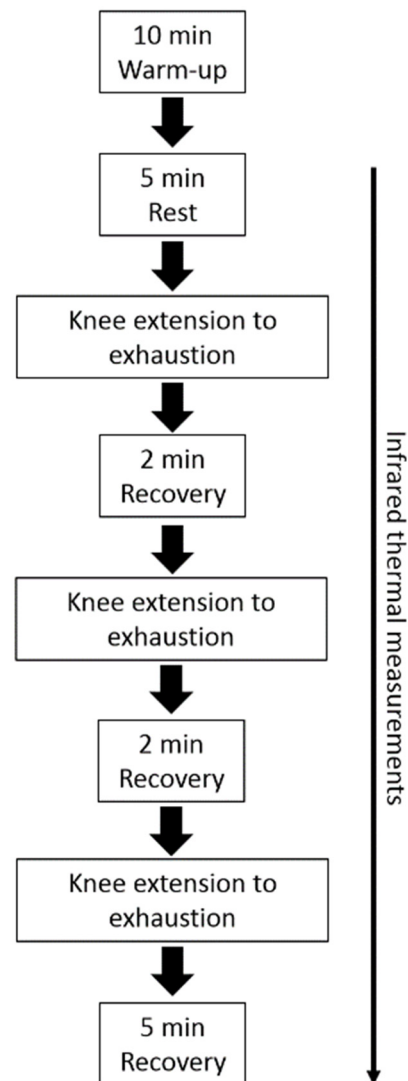 10 min
Warm-up
5 min
Rest
Knee extension to
exhaustion
2 min
Recovery
Knee extension to
exhaustion
2 min
Recovery
Knee extension to
exhaustion
5 min
Recovery
Infrared thermal measurements